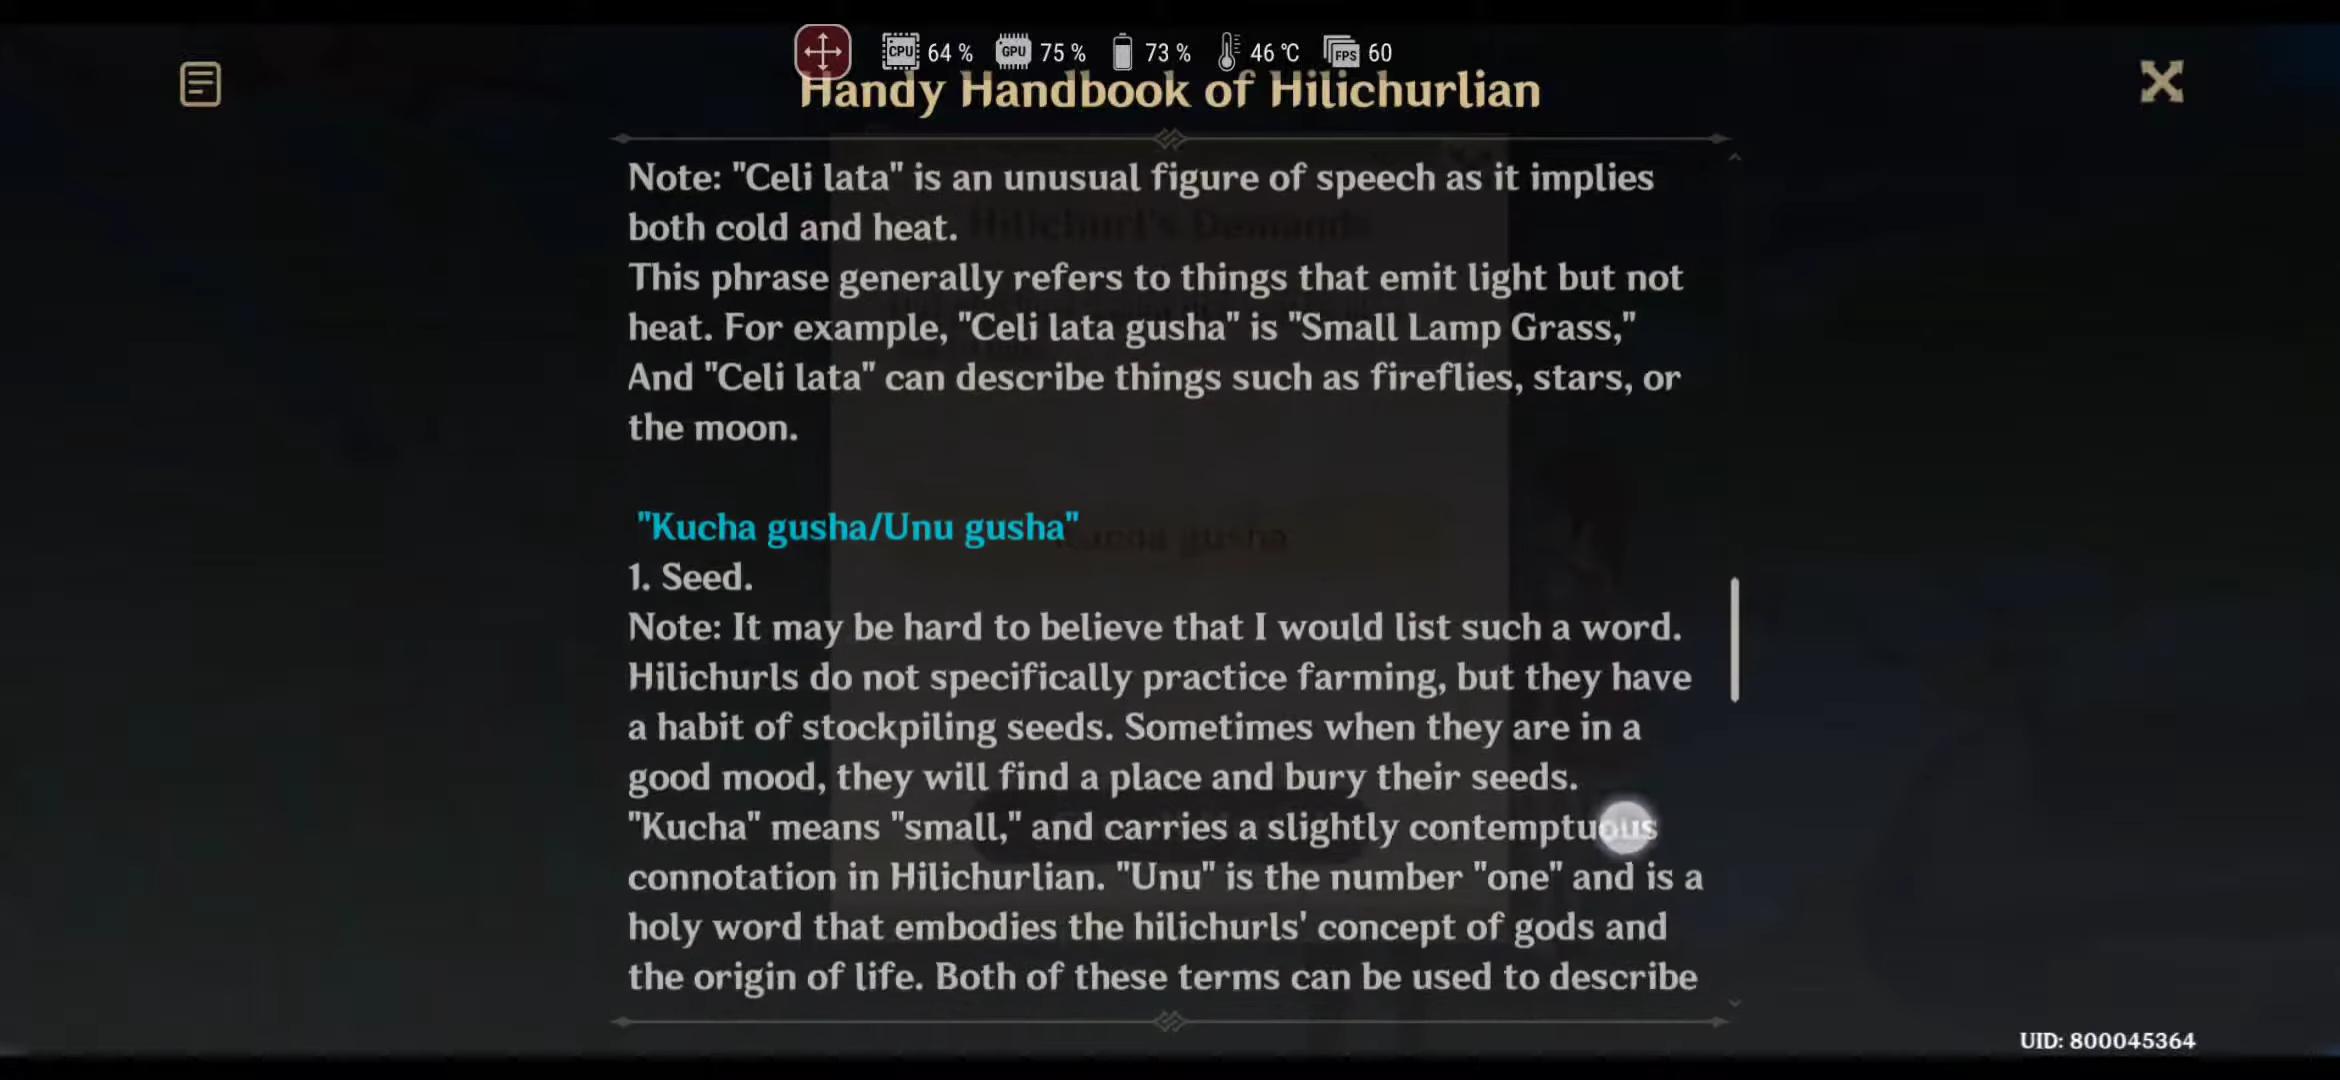 CPU 64 % GPU 75 % 73 % 46 °C FPS 60
Handy Handbook of Hilichurlian
Note: "Celi lata" is an unusual figure of speech as it implies
both cold and heat.
Hilichurl's Demands
This phrase generally refers to things that emit light but not
heat. For example, "Celi lata gusha" is "Small Lamp Grass,"
And "Celi lata" can describe things such as fireflies, stars, or
the moon.
"Kucha gusha/Unu gusha"
gusha
1. Seed.
Note: It may be hard to believe that I would list such a word.
Hilichurls do not specifically practice farming, but they have
a habit of stockpiling seeds. Sometimes when they are in a
good mood, they will find a place and bury their seeds.
"Kucha" means "small," and carries a slightly contemptuous
connotation in Hilichurlian. "Unu" is the number "one" and is a
holy word that embodies the hilichurls' concept of gods and
the origin of life. Both of these terms can be used to describe
UID: 800045364